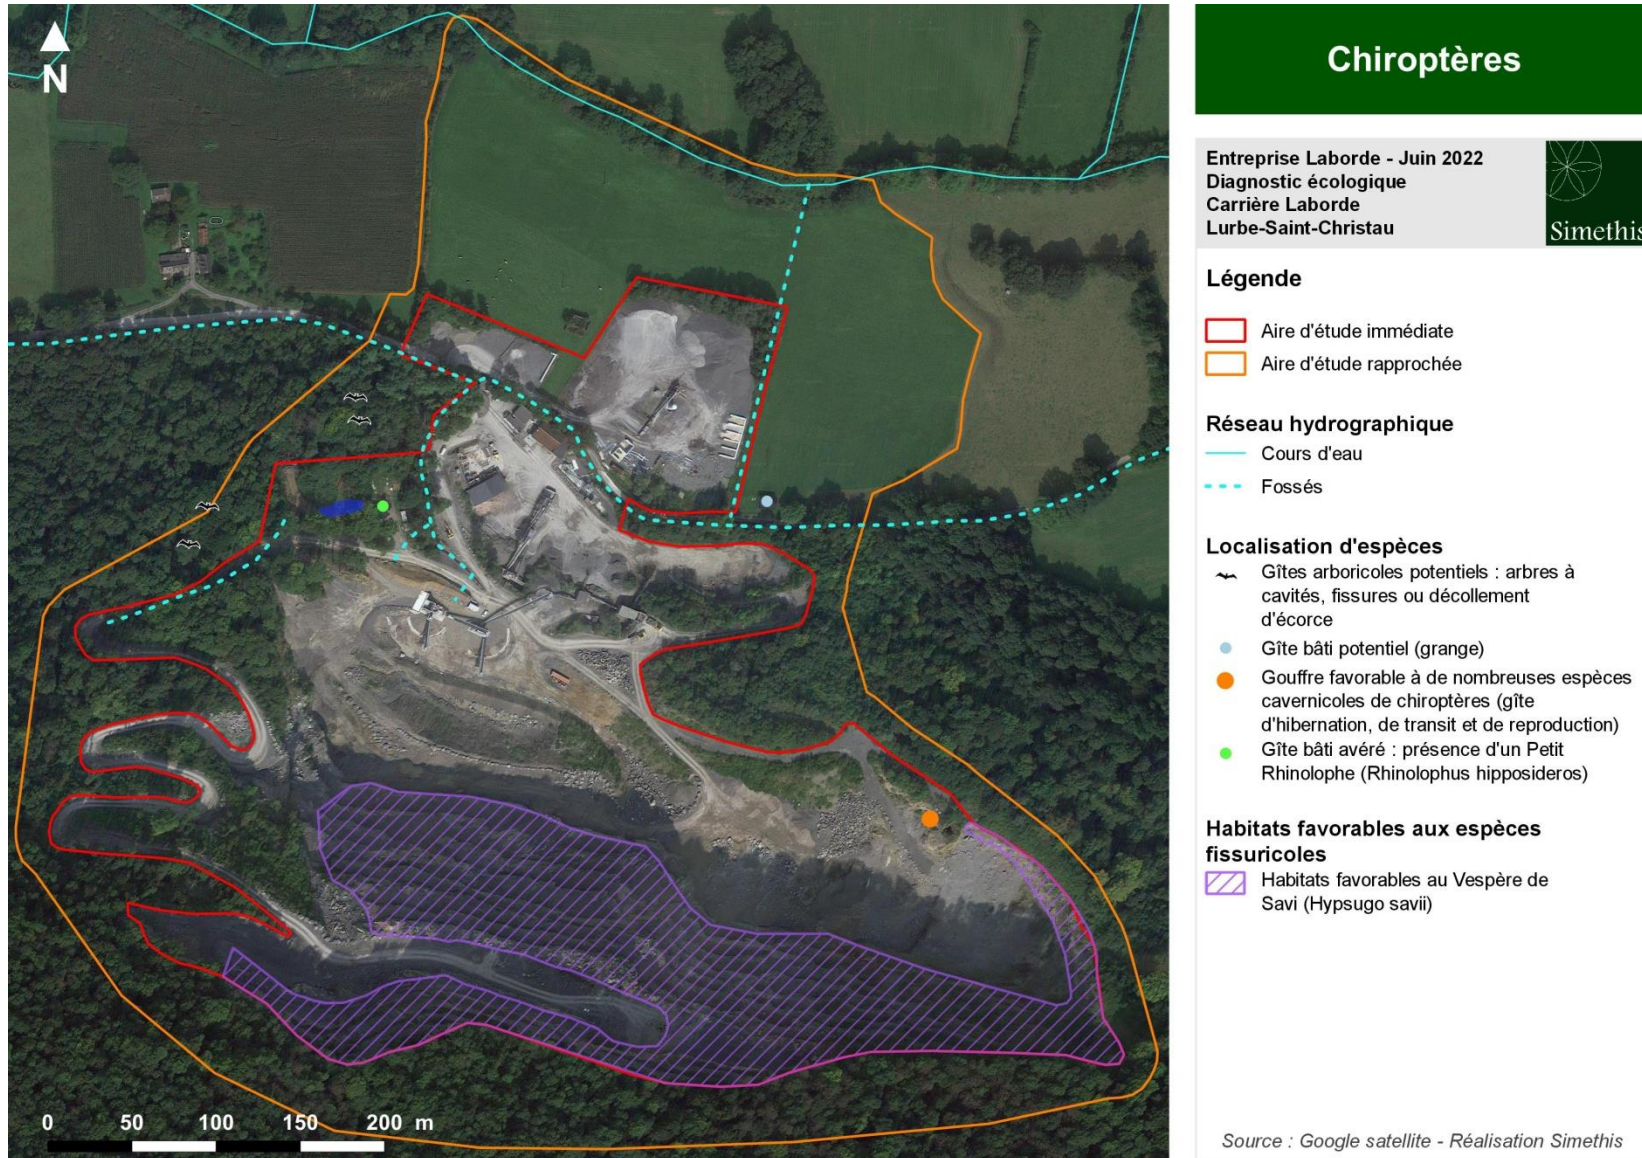 N
Chiroptères
Entreprise Laborde - Juin 2022
Diagnostic écologique
Carrière Laborde
Lurbe-Saint-Christau
Simethis
Légende
Aire d'étude immédiate
Aire d'étude rapprochée
Réseau hydrographique
Cours d'eau
Fossés
Localisation d'espèces
Gîtes arboricoles potentiels : arbres à
cavités, fissures ou décollement
d'écorce
Gîte bâti potentiel (grange)
Gouffre favorable à de nombreuses espèces
cavernicoles de chiroptères (gîte
d'hibernation, de transit et de reproduction)
Gîte bâti avéré : présence d'un Petit
Rhinolophe (Rhinolophus hipposideros)
Habitats favorables aux espèces
fissuricoles
Habitats favorables au Vespère de
Savi (Hypsugo savii)
0 50 100 150 200 m
Source : Google satellite - Réalisation Simethis